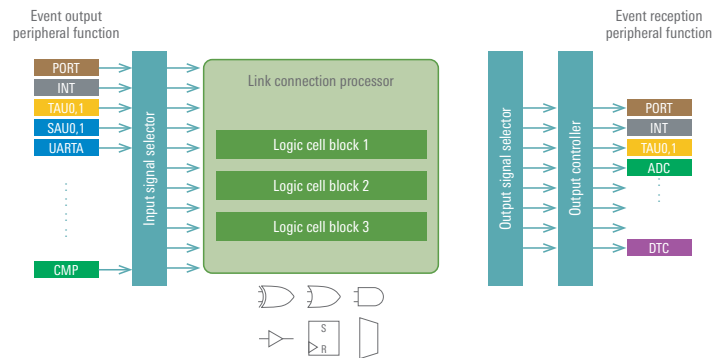 Event output
peripheral function
PORT
INT
TAU0,1
SAU0,1
UARTA
CMP
Input signal selector
Link connection processor
Logic cell block 1
Logic cell block 2
Logic cell block 3
S
R
Output signal selector
Output controller
Event reception
peripheral function
PORT
INT
TAU0,1
ADC
DTC